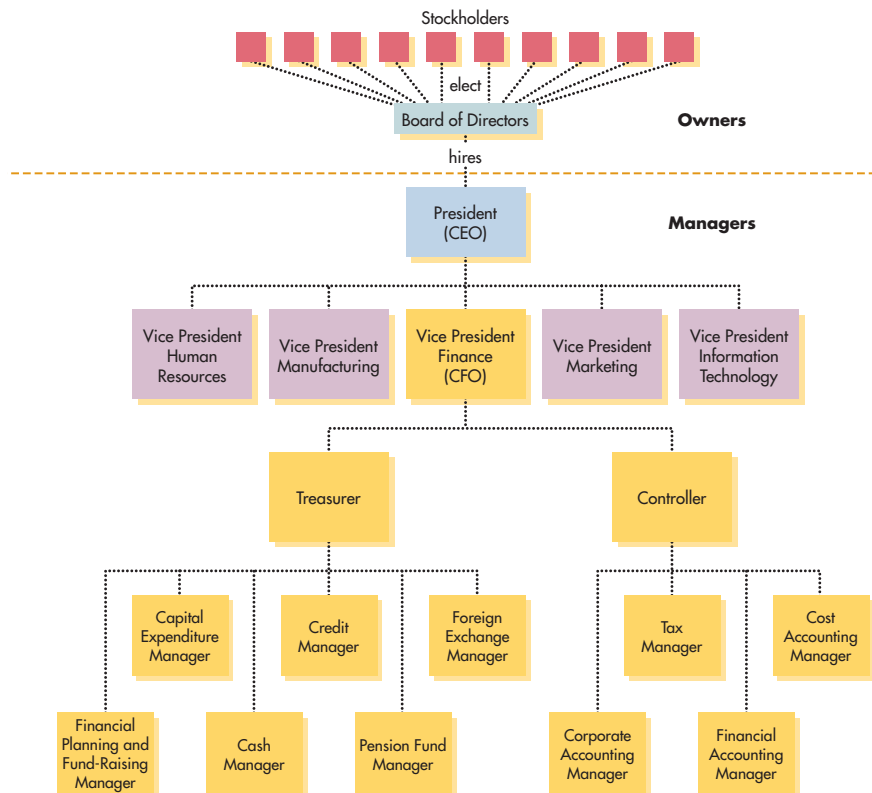 Stockholders
elect
Board of Directors
Owners
hires
President
(CEO)
Managers
Vice President
Human
Resources
Vice President
Manufacturing
Vice President
Finance
(CFO)
Vice President
Marketing
Vice President
Information
Technology
Treasurer
Controller
Capital
Expenditure
Manager
Credit
Manager
Foreign
Exchange
Manager
Tax
Manager
Cost
Accounting
Manager
Financial
Planning and
Fund-Raising
Manager
Cash
Manager
Pension Fund
Manager
Corporate
Accounting
Manager
Financial
Accounting
Manager